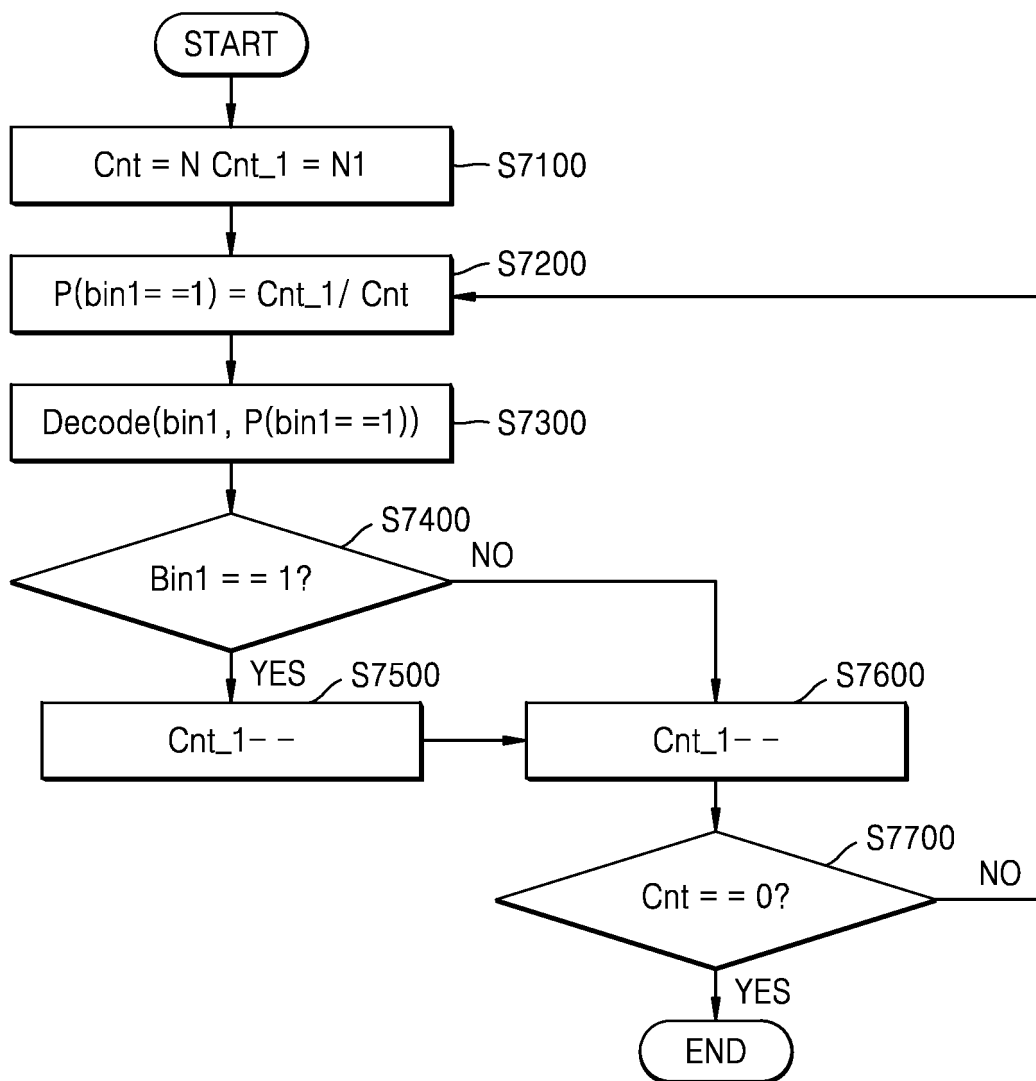 START
Cnt = N Cnt_1 = N1
S7100
S7200
P(bin1= =1) = Cnt_1/ Cnt
Decode(bin1, P(bin1= =1))
S7300
S7400
Bin1 = = 1?
NO
YES
S7500
S7600
Cnt_1− −
Cnt_1− −
S7700
Cnt = = 0?
NO
YES
END